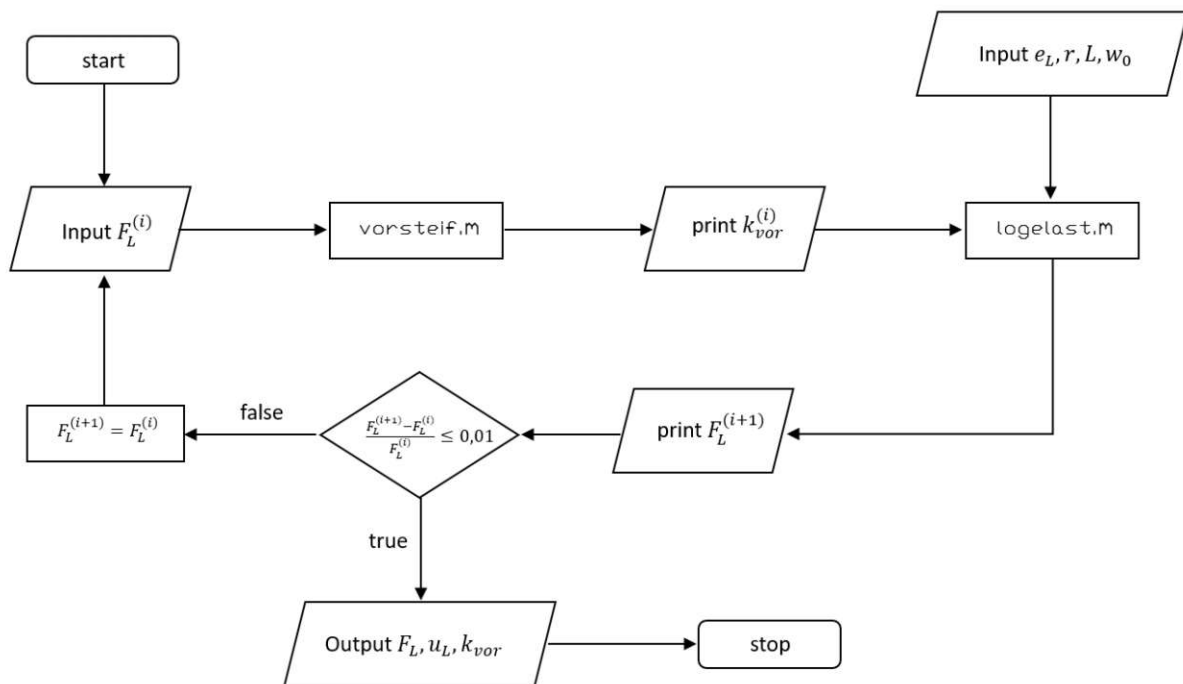 start
Input e_L, r, L, w_0
Input F_L^{(i)}
vorsteif.m
print k_{vor}^{(i)}
logelast.m
F_L^{(i+1)} = F_L^{(i)}
false
\frac{F_L^{(i+1)} - F_L^{(i)}}{F_L^{(i)}} ≤ 0,01
print F_L^{(i+1)}
true
Output F_L, u_L, k_{vor}
stop